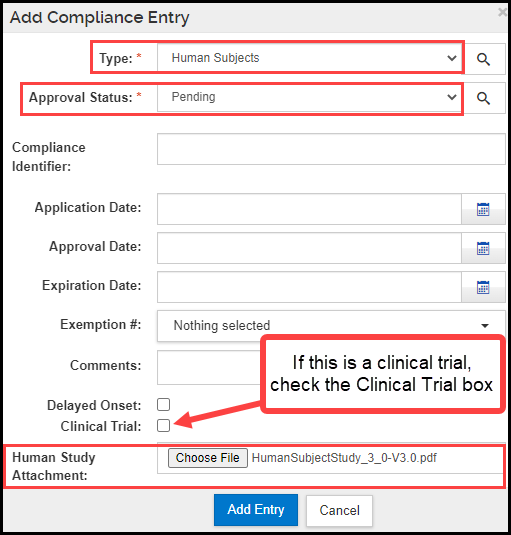 Add Compliance Entry ×
Type: * Human Subjects
Approval Status: * Pending
Compliance
Identifier:
Application Date:
Approval Date:
Expiration Date:
Exemption #: Nothing selected
If this is a clinical trial,
check the Clinical Trial box
Comments:
Delayed Onset:
Clinical Trial:
Human Study
Attachment:
Choose File HumanSubjectStudy_3_0-V3.0.pdf
Add Entry Cancel